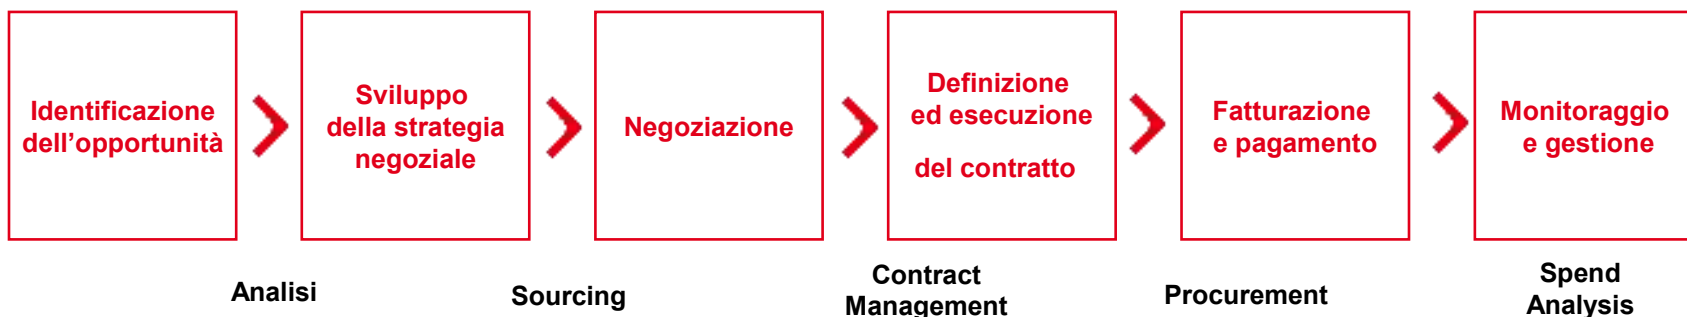 Identificazione
dell’opportunità
Sviluppo
della strategia
negoziale
Negoziazione
Definizione
ed esecuzione
del contratto
Fatturazione
e pagamento
Monitoraggio
e gestione
Analisi
Sourcing
Contract
Management
Procurement
Spend
Analysis